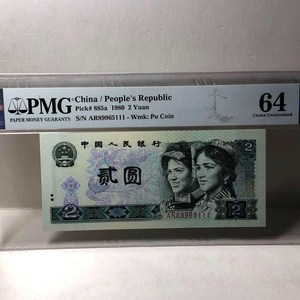 PMG
PAPER MONEY GUARANTY
China / People's Republic
Pick# 885a 1980 2 Yuan
S/N AR89965111 - Wmk: Pu Coin
64
Choice Uncirculated
中国人民银行
2
贰圆
2
2
AR89965111